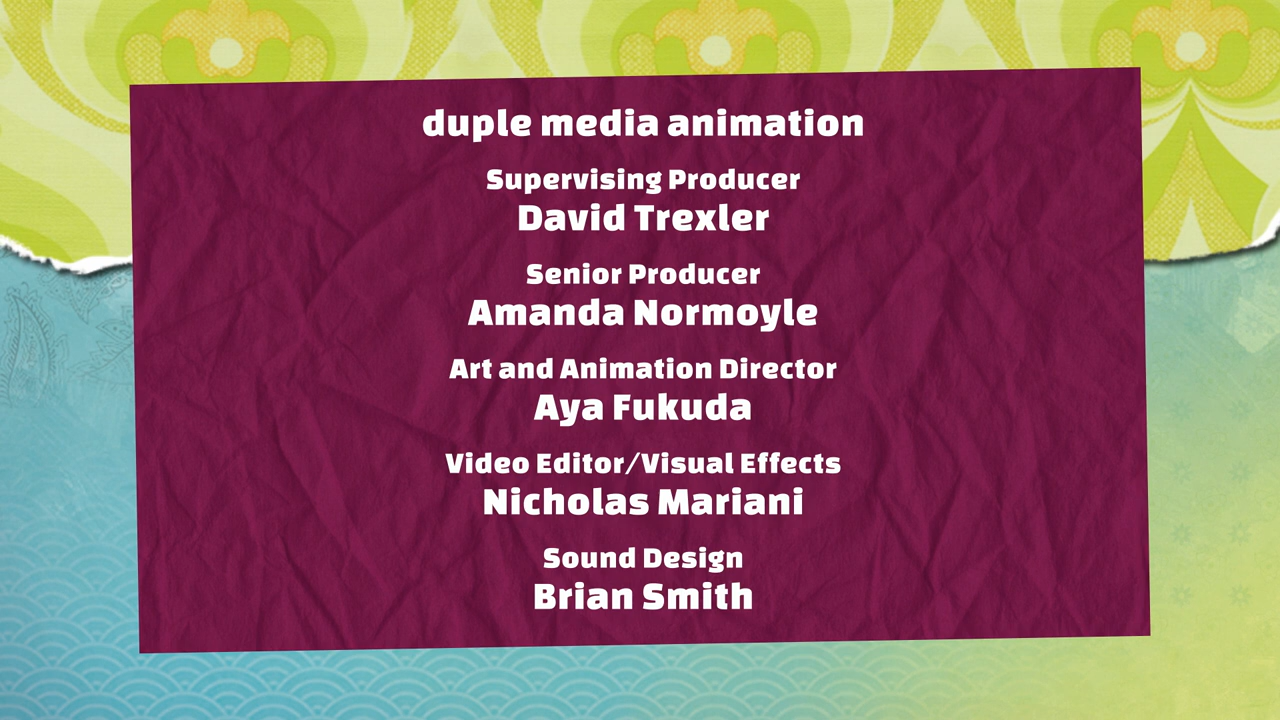 duple media animation
Supervising Producer
David Trexler
Senior Producer
Amanda Normoyle
Art and Animation Director
Aya Fukuda
Video Editor/Visual Effects
Nicholas Mariani
Sound Design
Brian Smith